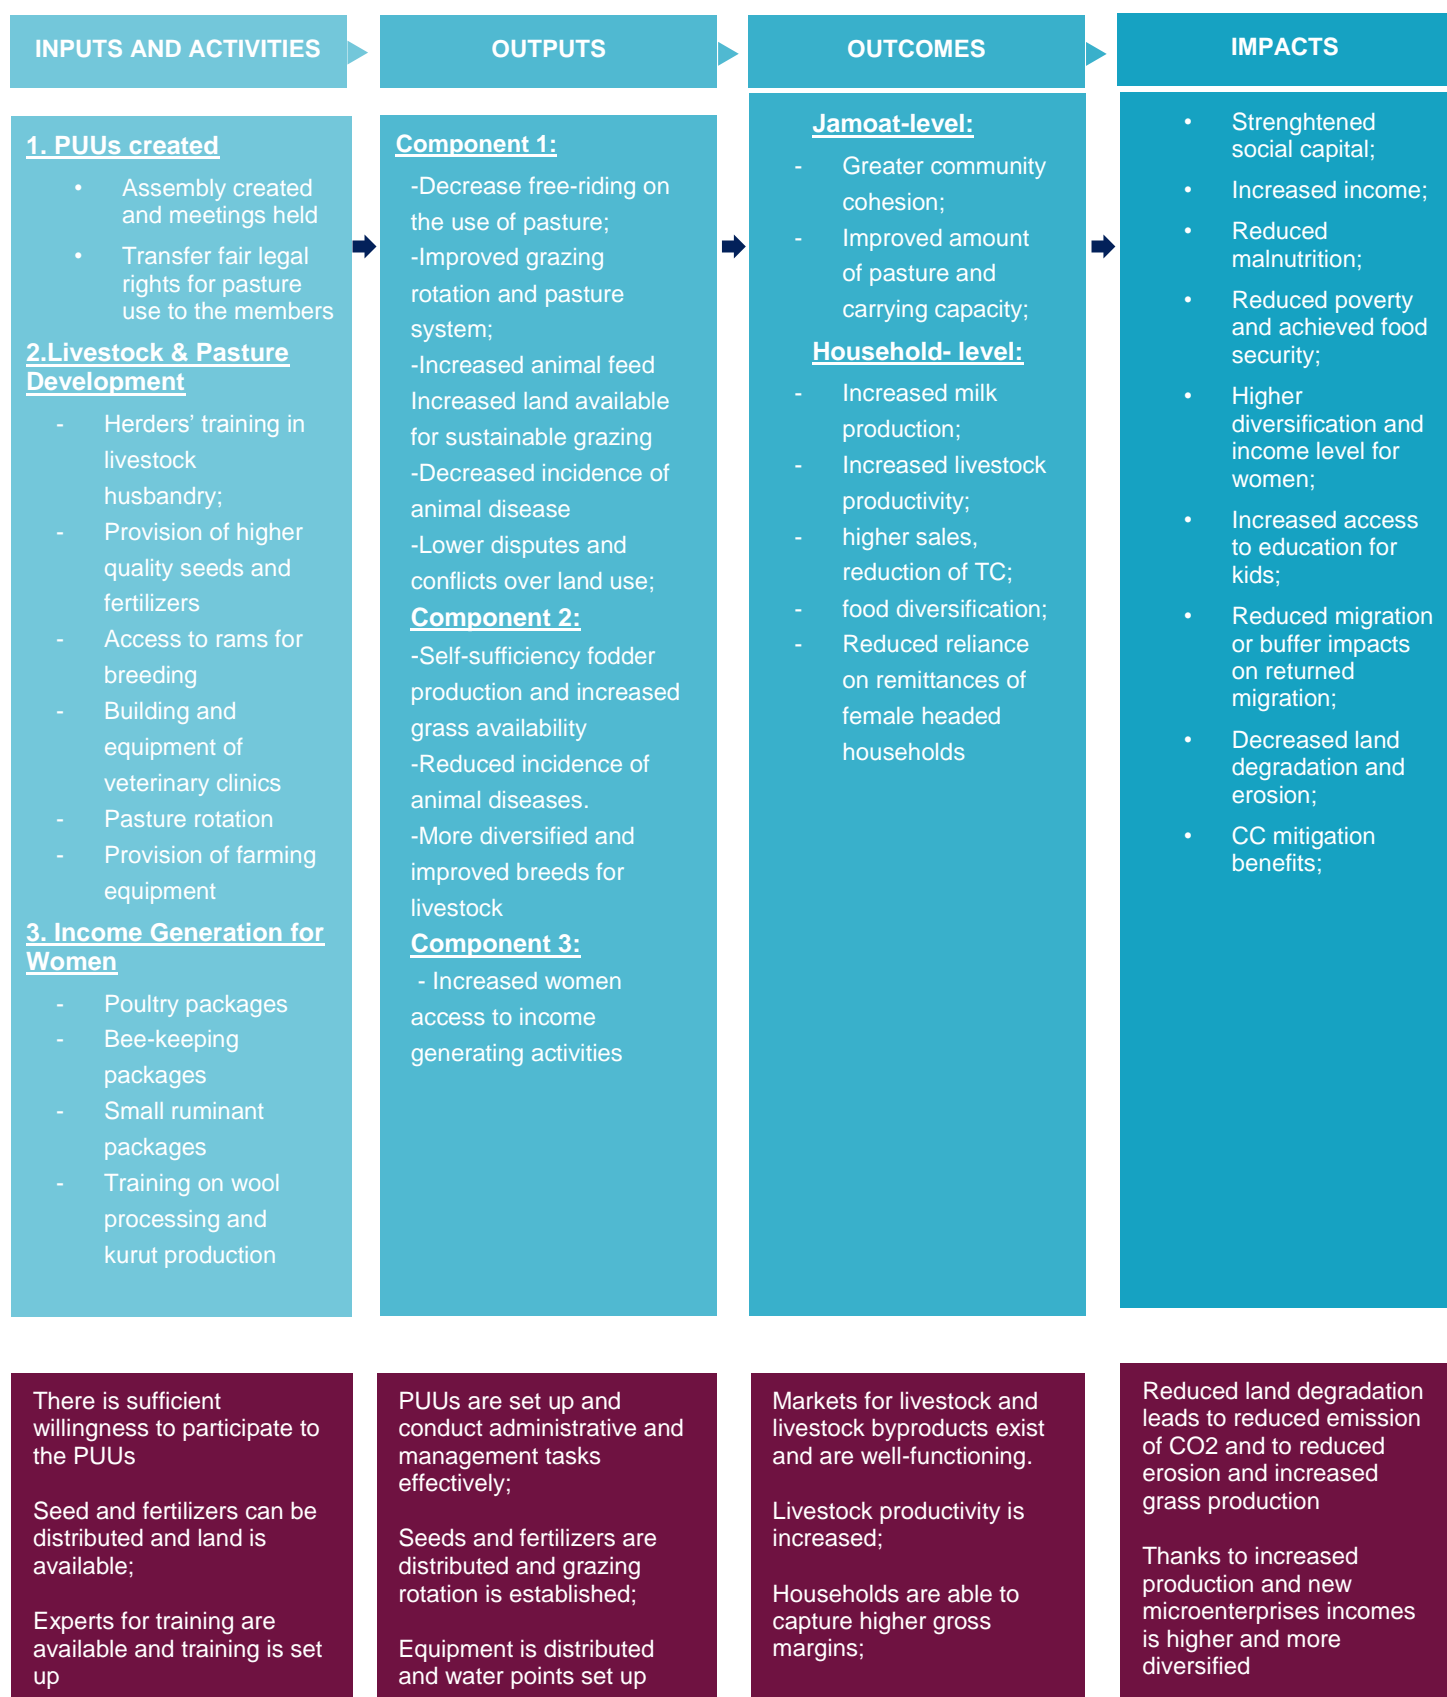 INPUTS AND ACTIVITIES
OUTPUTS
OUTCOMES
IMPACTS
1. PUUs created
• Assembly created
and meetings held
• Transfer fair legal
rights for pasture
use to the members
2.Livestock & Pasture
Development
- Herders’ training in
livestock
husbandry;
- Provision of higher
quality seeds and
fertilizers
- Access to rams for
breeding
- Building and
equipment of
veterinary clinics
- Pasture rotation
- Provision of farming
equipment
3. Income Generation for
Women
- Poultry packages
- Bee-keeping
packages
- Small ruminant
packages
- Training on wool
processing and
kurut production
Component 1:
-Decrease free-riding on
the use of pasture;
-Improved grazing
rotation and pasture
system;
-Increased animal feed
Increased land available
for sustainable grazing
-Decreased incidence of
animal disease
-Lower disputes and
conflicts over land use;
Component 2:
-Self-sufficiency fodder
production and increased
grass availability
-Reduced incidence of
animal diseases.
-More diversified and
improved breeds for
livestock
Component 3:
- Increased women
access to income
generating activities
Jamoat-level:
- Greater community
cohesion;
- Improved amount
of pasture and
carrying capacity;
Household- level:
- Increased milk
production;
- Increased livestock
productivity;
- higher sales,
reduction of TC;
- food diversification;
- Reduced reliance
on remittances of
female headed
households
• Strenghtened
social capital;
• Increased income;
• Reduced
malnutrition;
• Reduced poverty
and achieved food
security;
• Higher
diversification and
income level for
women;
• Increased access
to education for
kids;
• Reduced migration
or buffer impacts
on returned
migration;
• Decreased land
degradation and
erosion;
• CC mitigation
benefits;
There is sufficient
willingness to participate to
the PUUs
Seed and fertilizers can be
distributed and land is
available;
Experts for training are
available and training is set
up
PUUs are set up and
conduct administrative and
management tasks
effectively;
Seeds and fertilizers are
distributed and grazing
rotation is established;
Equipment is distributed
and water points set up
Markets for livestock and
livestock byproducts exist
and are well-functioning.
Livestock productivity is
increased;
Households are able to
capture higher gross
margins;
Reduced land degradation
leads to reduced emission
of CO2 and to reduced
erosion and increased
grass production
Thanks to increased
production and new
microenterprises incomes
is higher and more
diversified